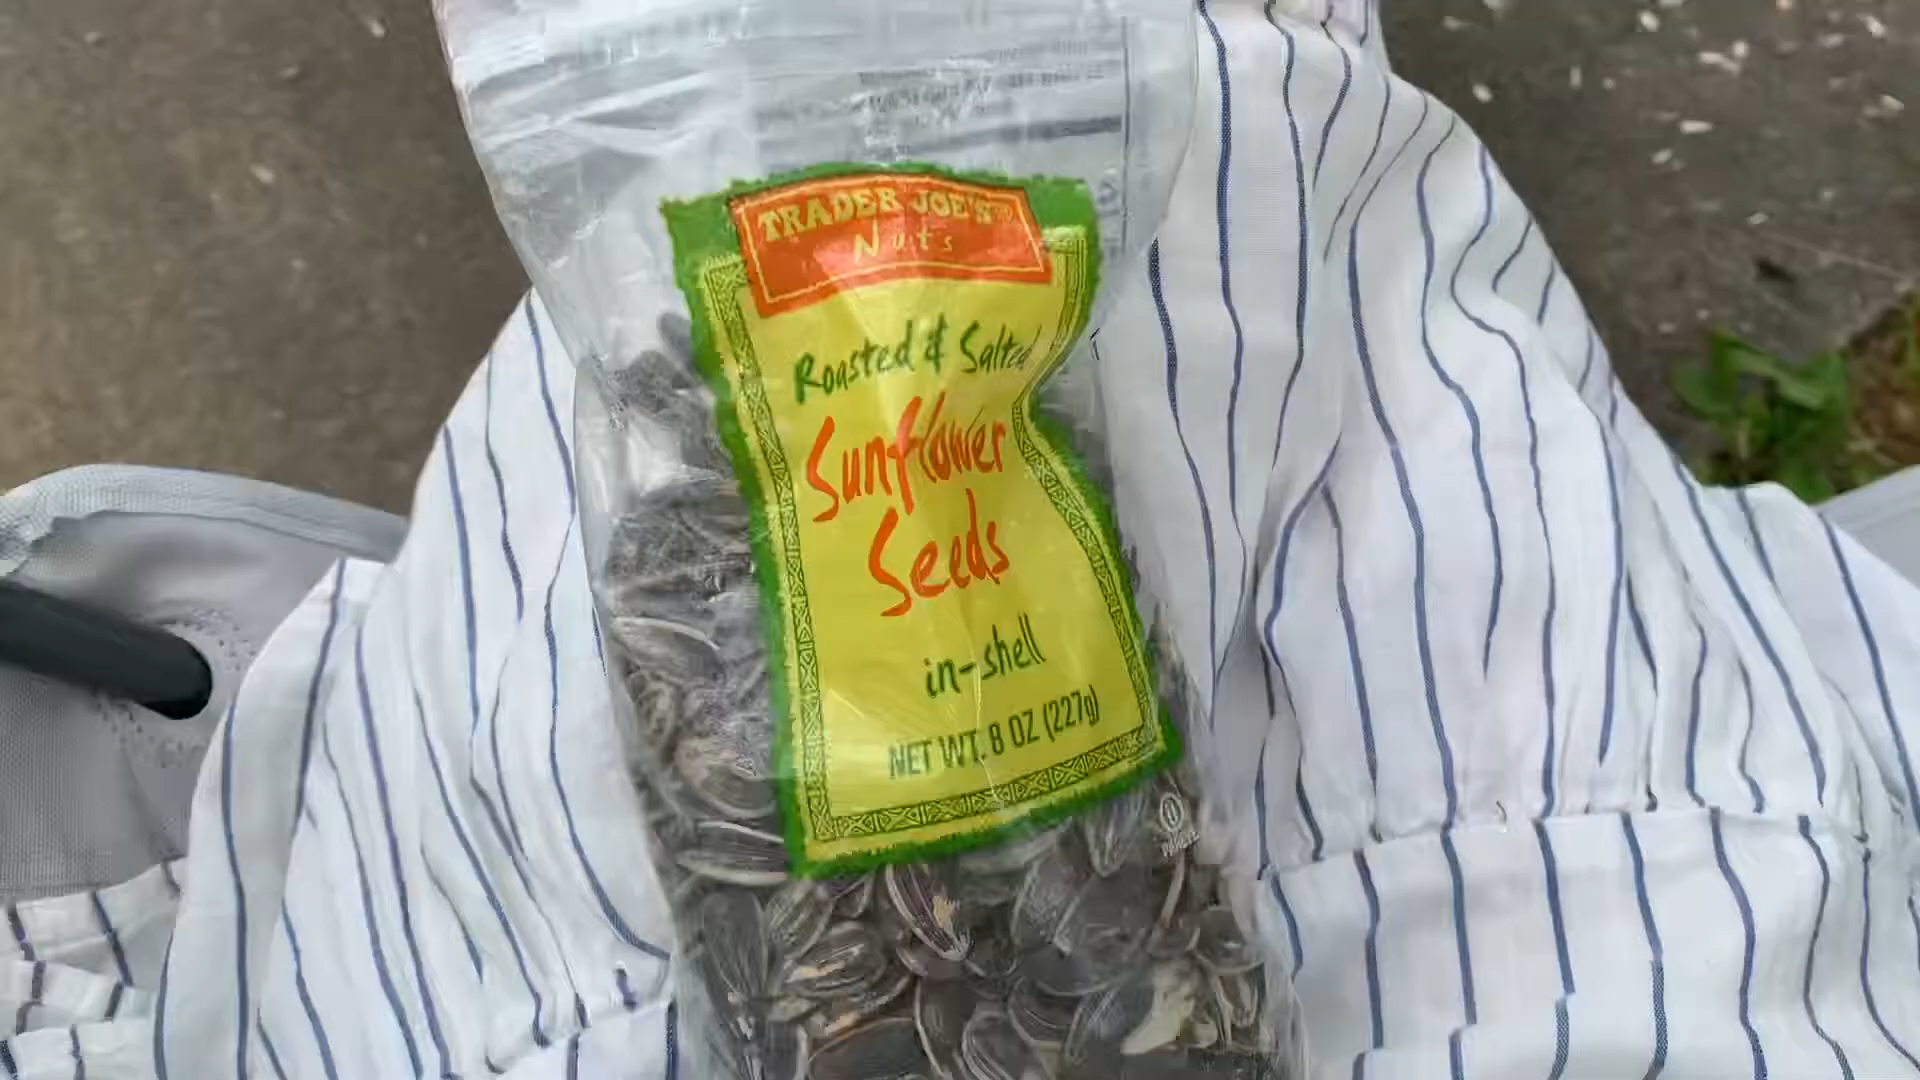 TRADER JOE'S
Nuts
Roasted & Salted
Sunflower
Seeds
in-shell
NET WT. 8 OZ (227g)